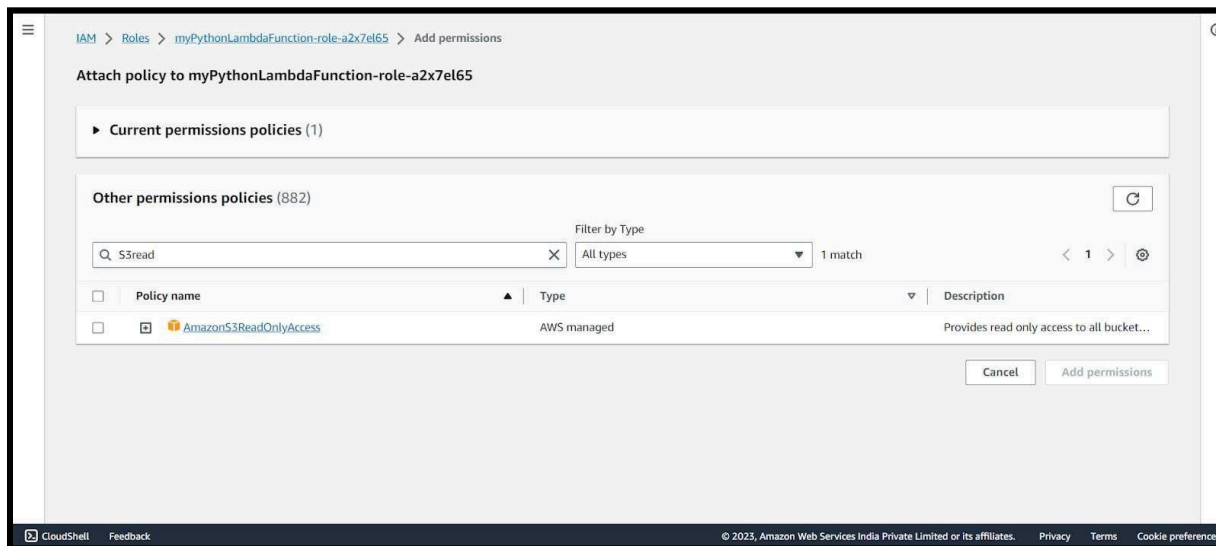 IAM > Roles > myPythonLambdaFunction-role-a2x7el65 > Add permissions
Attach policy to myPythonLambdaFunction-role-a2x7el65
Current permissions policies (1)
Other permissions policies (882)
Filter by Type
S3read All types 1 match < 1 >
Policy name Type Description
AmazonS3ReadOnlyAccess AWS managed Provides read only access to all bucket...
Cancel Add permissions
CloudShell Feedback © 2023, Amazon Web Services India Private Limited or its affiliates. Privacy Terms Cookie preference